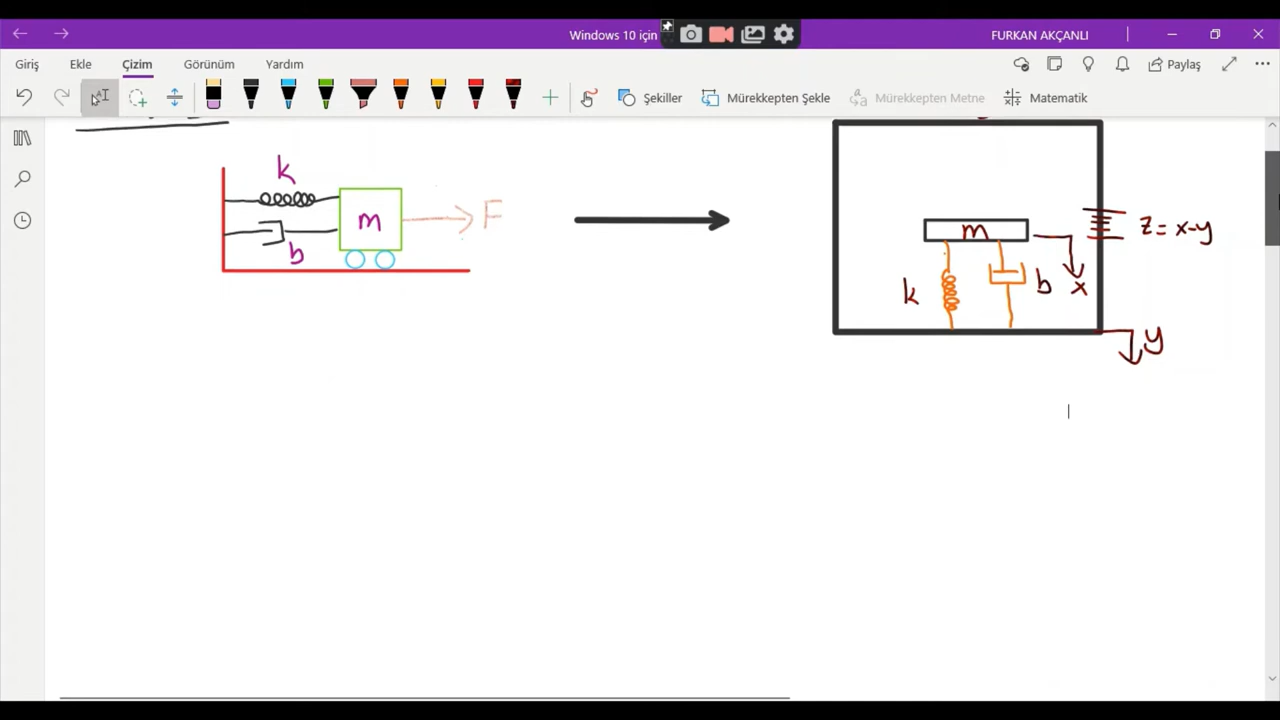 Windows 10 için
FURKAN AKÇANLI
Giriş
Ekle
Çizim
Görünüm
Yardım
Paylaş
Şekiller
Mürekkepten Şekle
Mürekkepten Metne
Matematik
k
m
F
b
m
z = x-y
k
b
x
y